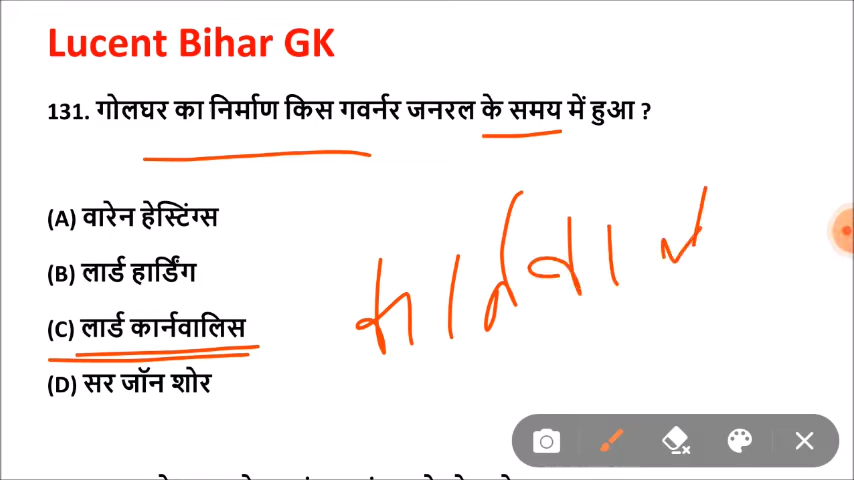 Lucent Bihar GK
131. गोलघर का निर्माण किस गवर्नर जनरल के समय में हुआ ?
(A) वारेन हेस्टिंग्स
(B) लार्ड हार्डिंग
(C) लार्ड कार्नवालिस
(D) सर जॉन शोर